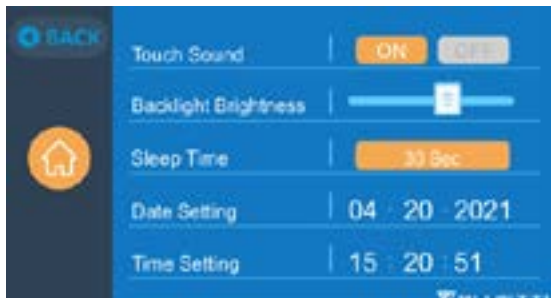 BACK
Touch Sound ON OFF
Backlight Brightness
Sleep Time 30 Sec
Date Setting 04 - 20 - 2021
Time Setting 15 : 20 : 51